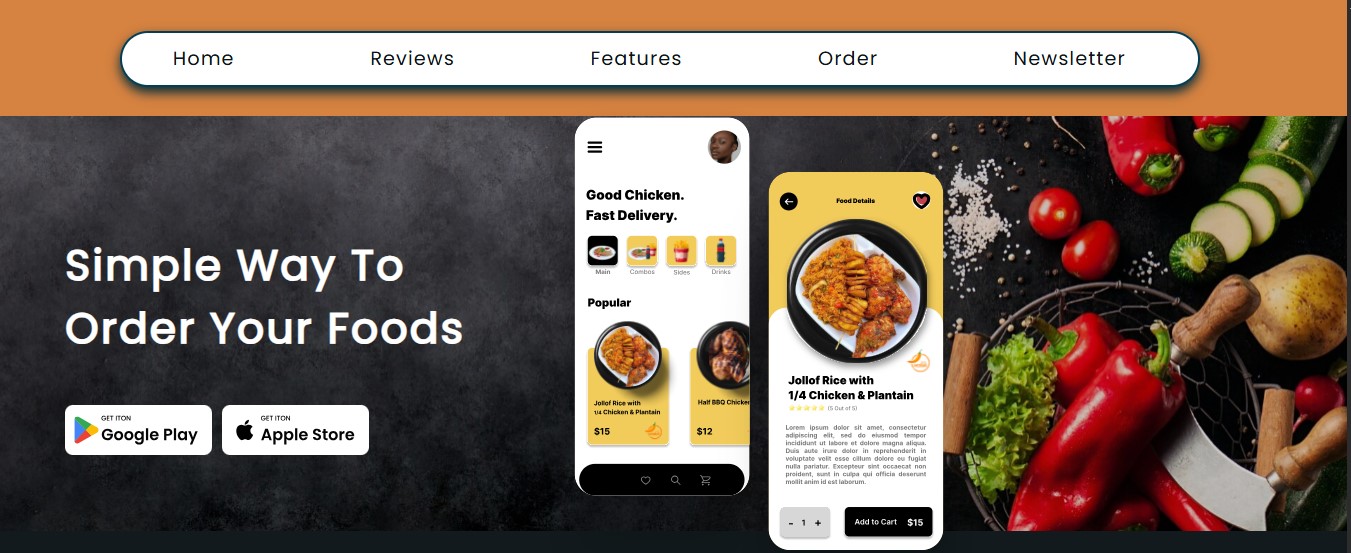 Home
Reviews
Features
Order
Newsletter
Simple Way To
Order Your Foods
GET ITON
Google Play
GET ITON
Apple Store
Good Chicken.
Fast Delivery.
Main
Combos
Sides
Drinks
Popular
Jollof Rice with
1/4 Chicken & Plantain
$15
Half BBQ Chicken
$12
Food Details
Jollof Rice with
1/4 Chicken & Plantain
(5 Out of 5)
Lorem ipsum dolor sit amet, consectetur
adipiscing elit, sed do eiusmod tempor
incididunt ut labore et dolore magna aliqua.
Duis aute irure dolor in reprehenderit in
voluptate velit esse cillum dolore eu fugiat
nulla pariatur. Excepteur sint occaecat non
proident, sunt in culpa qui officia deserunt
mollit anim id est laborum.
- 1 +
Add to Cart $15